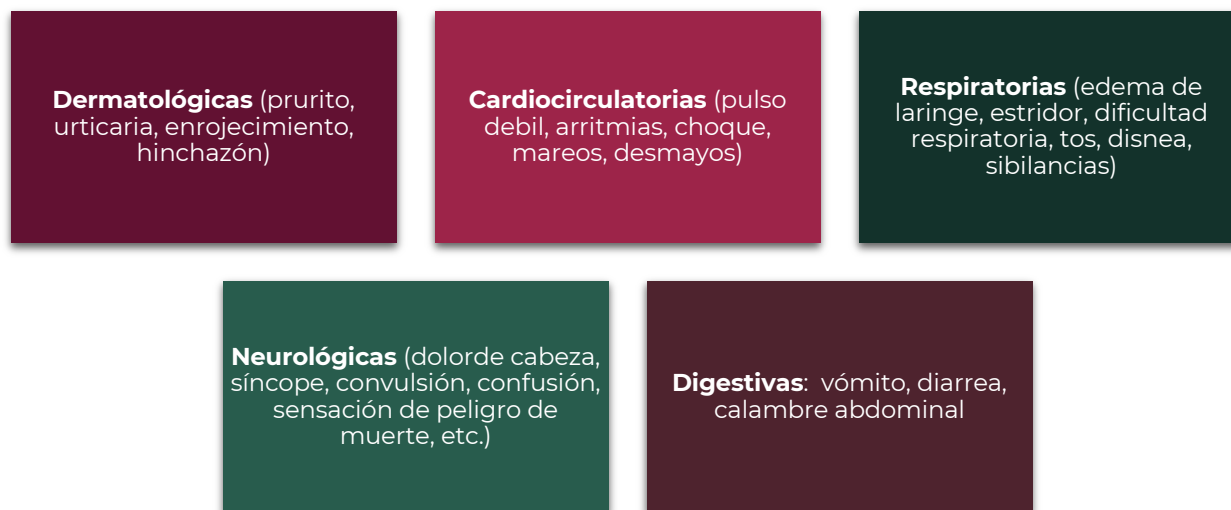 Dermatológicas (prurito,
urticaria, enrojecimiento,
hinchazón)
Cardiocirculatorias (pulso
debil, arritmias, choque,
mareos, desmayos)
Respiratorias (edema de
laringe, estridor, dificultad
respiratoria, tos, disnea,
sibilancias)
Neurológicas (dolorde cabeza,
síncope, convulsión, confusión,
sensación de peligro de
muerte, etc.)
Digestivas:  vómito, diarrea,
calambre abdominal